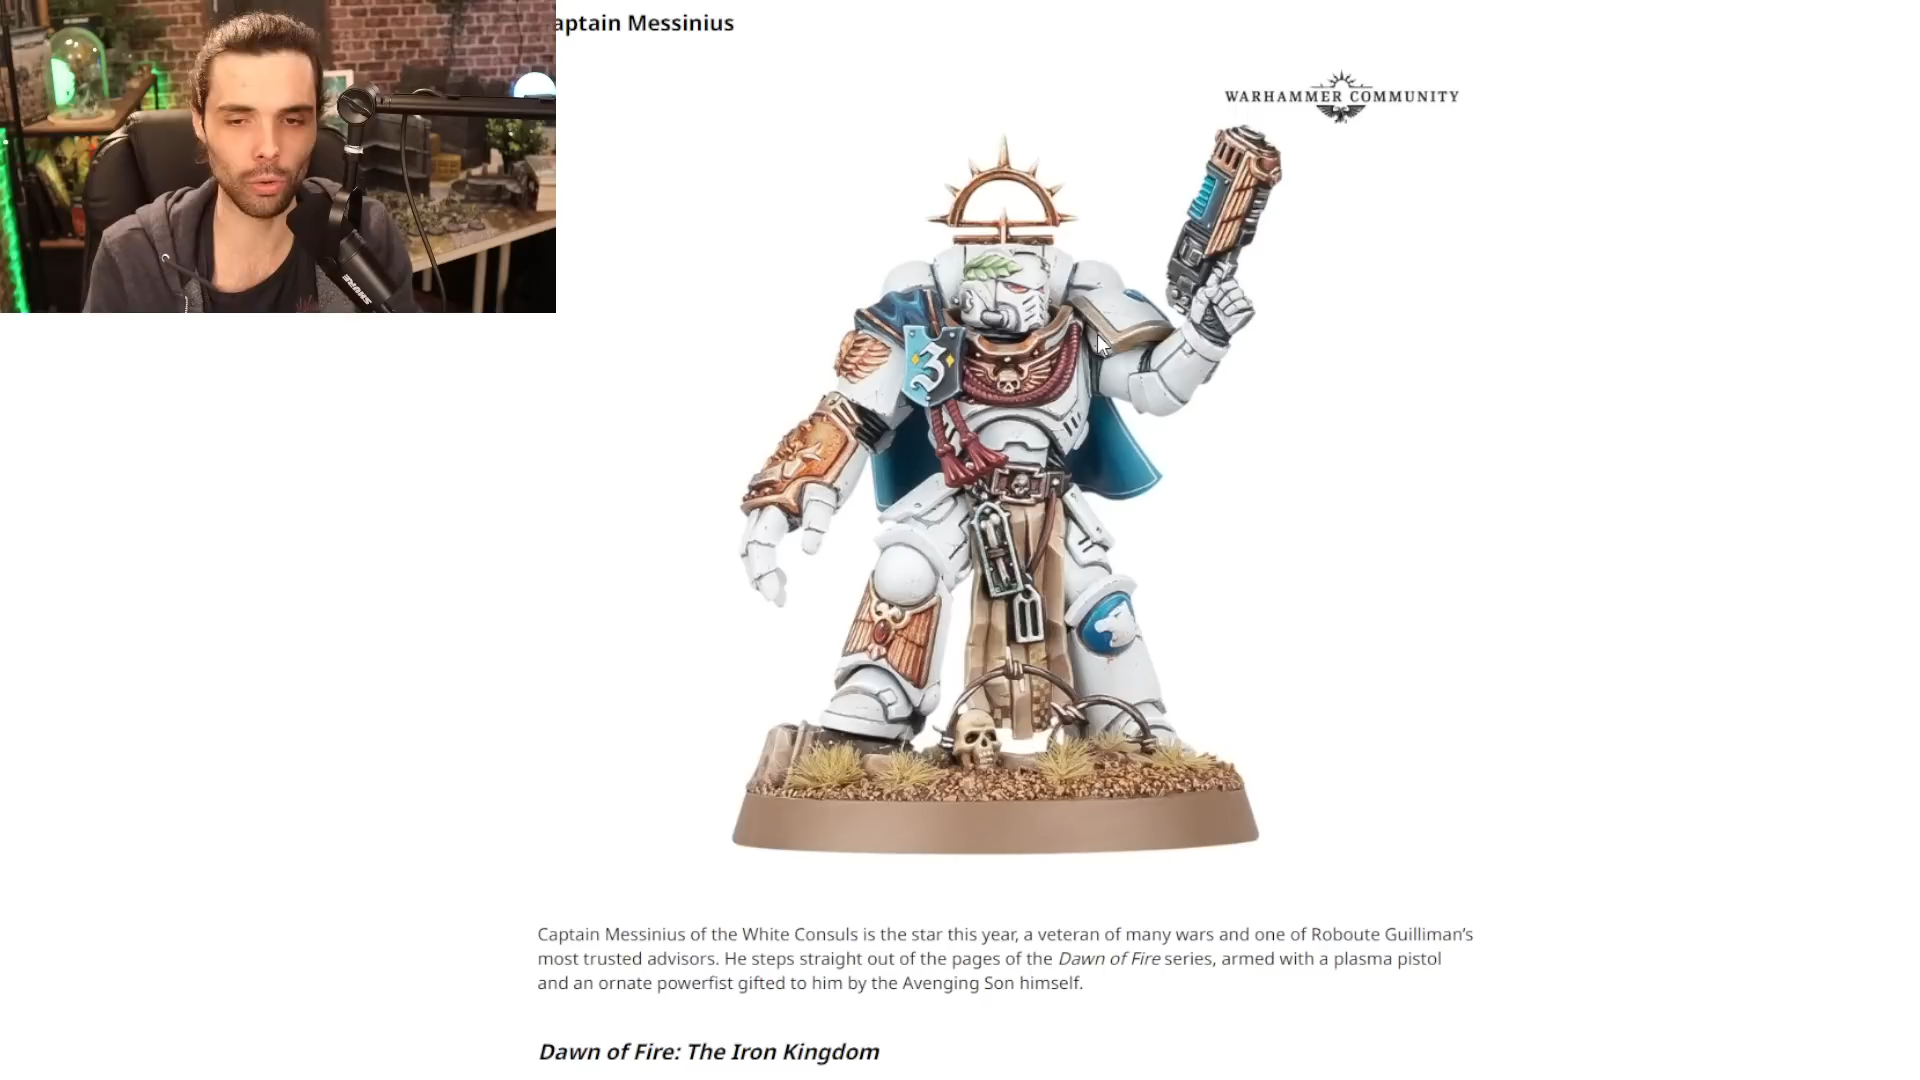 aptain Messinius
WARHAMMER COMMUNITY
SHURE
3
Captain Messinius of the White Consuls is the star this year, a veteran of many wars and one of Roboute Guilliman's
most trusted advisors. He steps straight out of the pages of the Dawn of Fire series, armed with a plasma pistol
and an ornate powerfist gifted to him by the Avenging Son himself.
Dawn of Fire: The Iron Kingdom